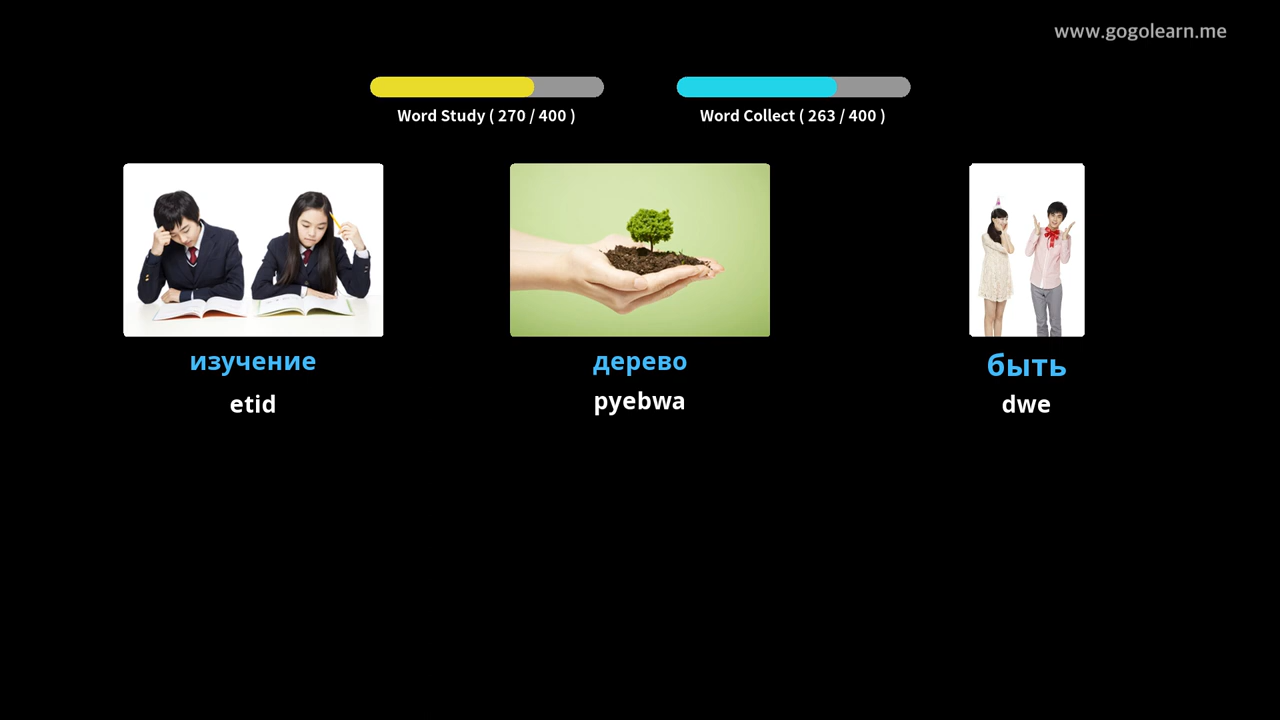 www.gogolearn.me
Word Study ( 270 / 400 )
Word Collect ( 263 / 400 )
изучение
дерево
быть
etid
pyebwa
dwe